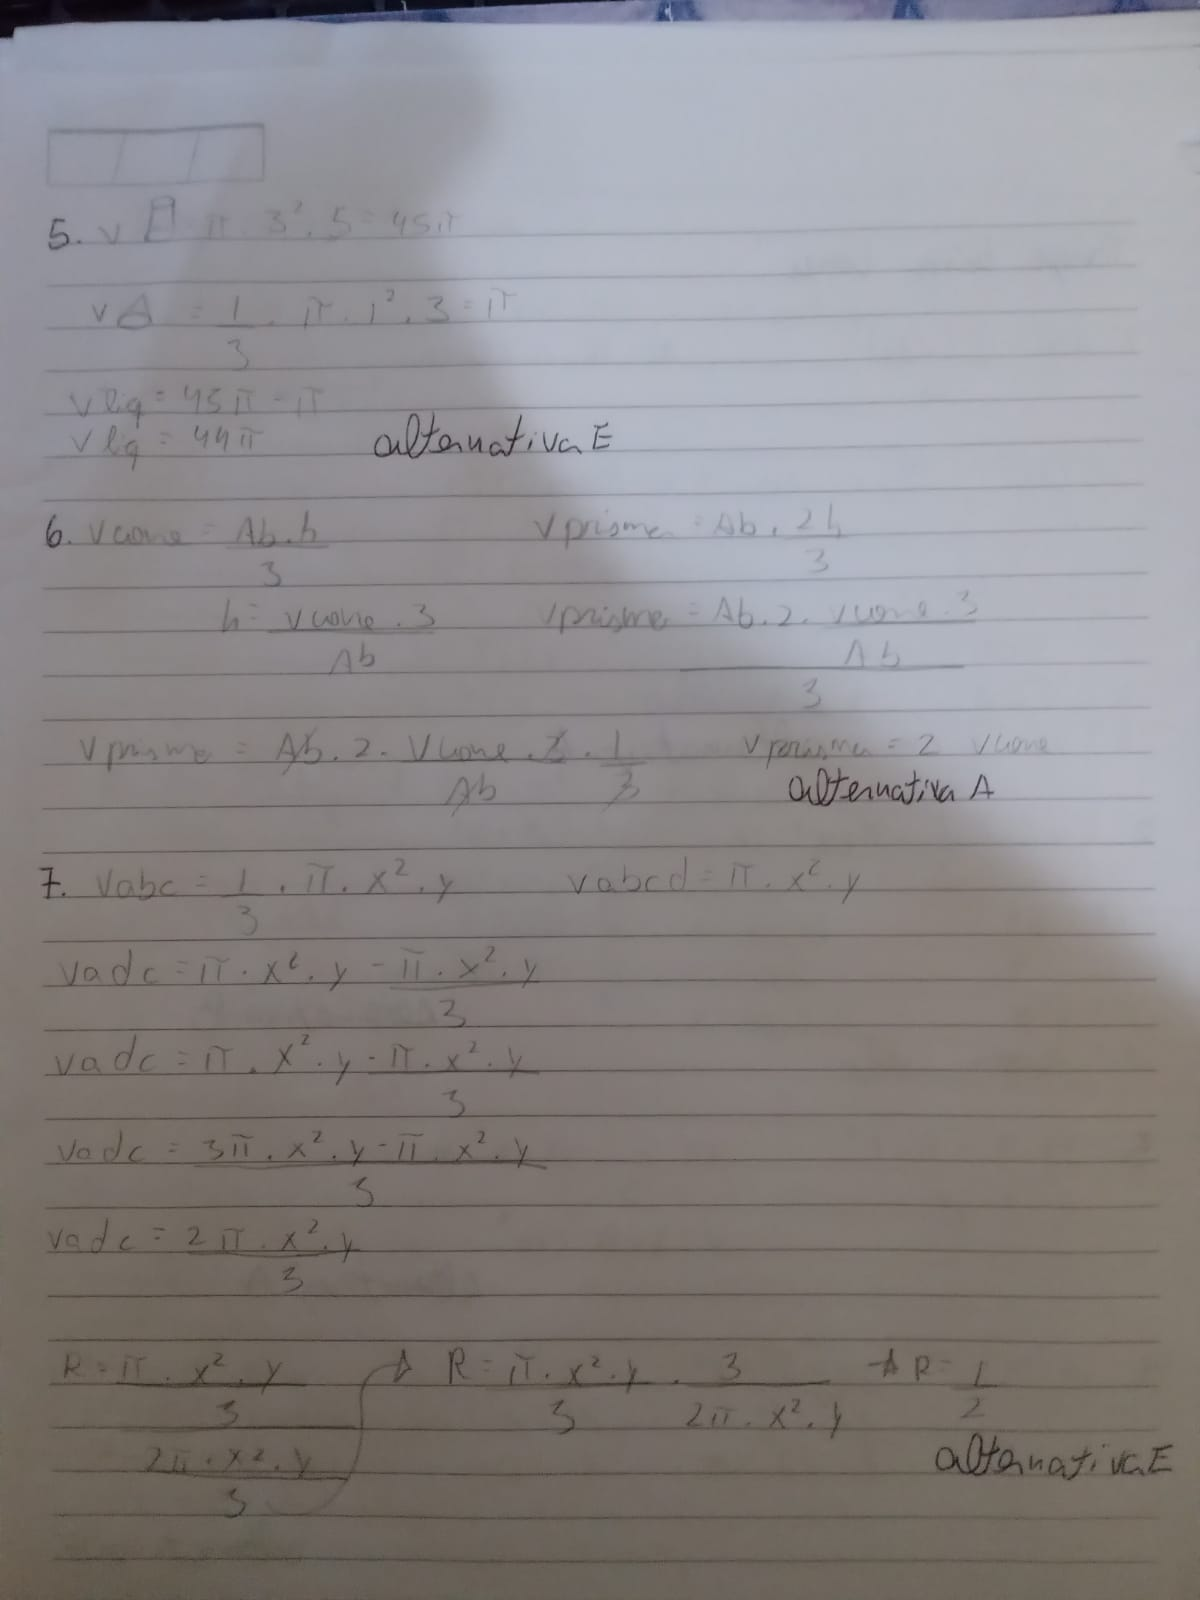 5. V π . 3² . 5 = 45π
V = 1/3 . π . 1² . 3 = π
V liq = 45π - π
V liq = 44π alternativa E
6. Vcone = Ab.h/3 Vprisma = Ab . 2h/3
h = Vcone . 3/Ab Vprisma = Ab . 2 . Vcone . 3/Ab/3
Vprisma = Ab . 2 . Vcone . 3/Ab . 1/3 Vprisma = 2 Vcone
alternativa A
7. Vabc = 1/3 . π . x² . y Vabcd = π . x² . y
Vadc = π . x² . y - π . x² . y/3
Vadc = π . x² . y - π . x² . y/3
Vadc = 3π . x² . y - π . x² . y/3
Vadc = 2π . x² . y/3
R = π . x² . y/3/2π . x² . y/3 → R = π . x² . y/3 . 3/2π . x² . y → R = 1/2
alternativa E